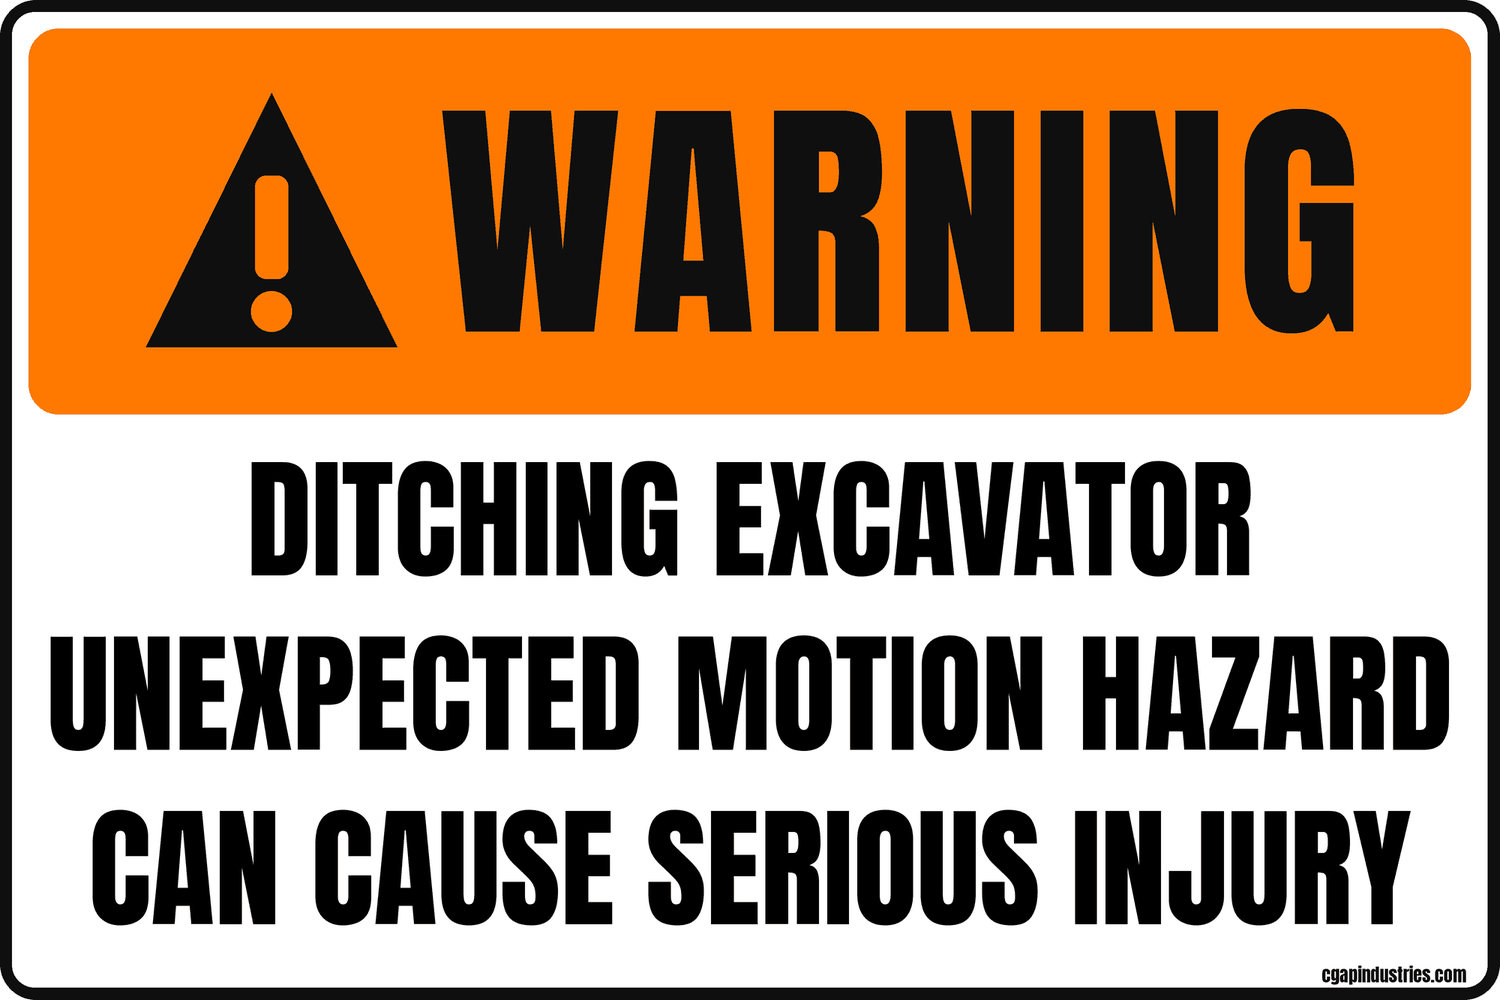 WARNING
DITCHING EXCAVATOR
UNEXPECTED MOTION HAZARD
CAN CAUSE SERIOUS INJURY
cgapindustries.com